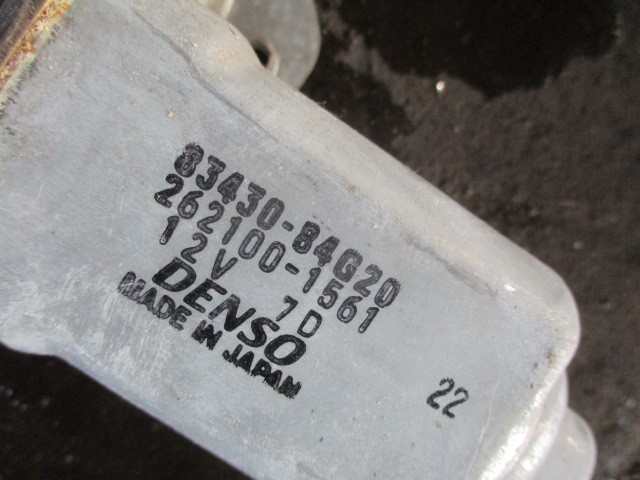 83430-84G20
262100-1561
12V 7D
DENSO
MADE IN JAPAN
22